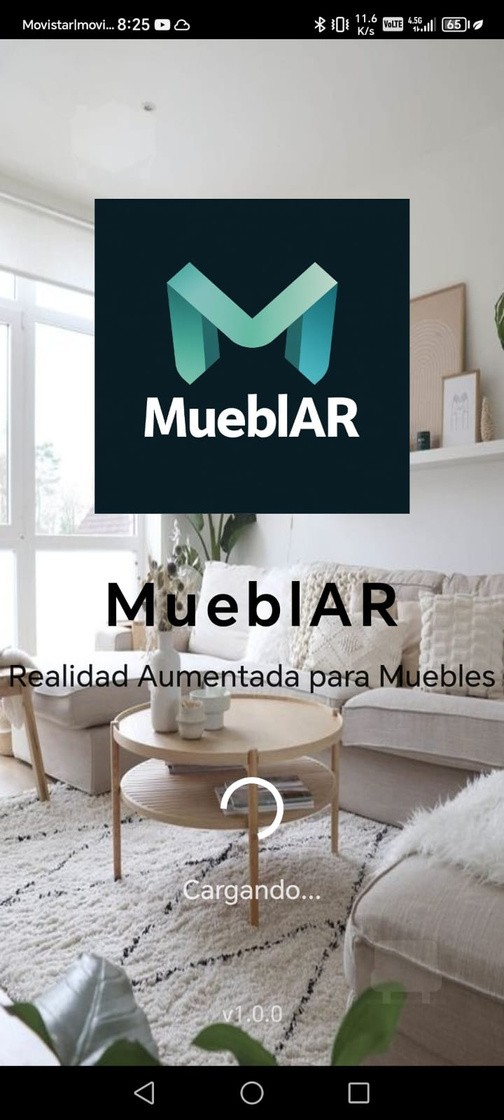 Movistar|movi... 8:25 11.6 K/s VoLTE 4.5G 65
MueblAR
MueblAR
Realidad Aumentada para Muebles
Cargando...
v1.0.0